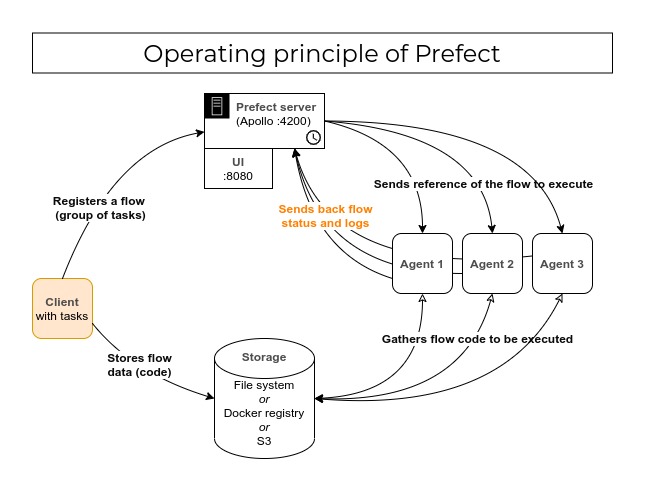 Operating principle of Prefect
Prefect server
(Apollo :4200)
UI
:8080
Registers a flow
(group of tasks)
Sends reference of the flow to execute
Sends back flow
status and logs
Agent 1
Agent 2
Agent 3
Client
with tasks
Stores flow
data (code)
Gathers flow code to be executed
Storage
File system
or
Docker registry
or
S3